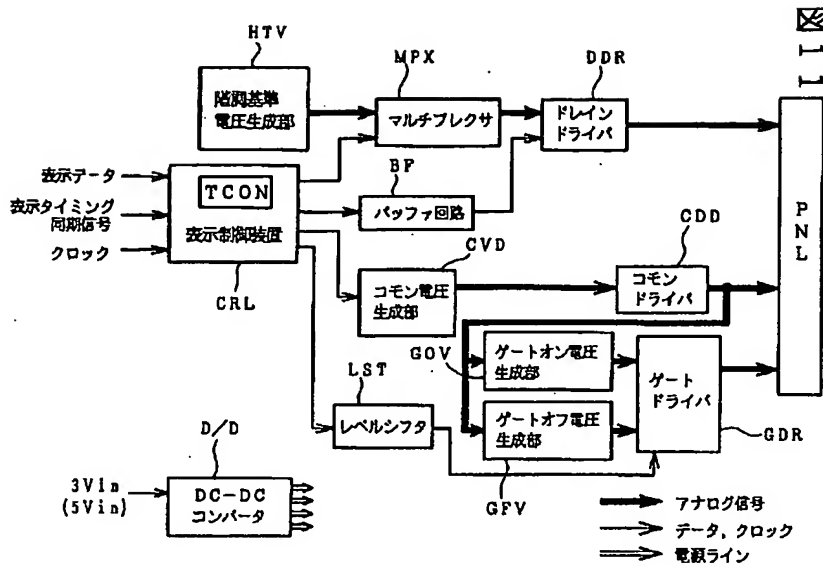 図
11
HTV
階調基準
電圧生成部
MPX
マルチプレクサ
DDR
ドレイン
ドライバ
表示データ
表示タイミング
同期信号
クロック
TCON
表示制御装置
CRL
BF
バッファ回路
CVD
コモン電圧
生成部
CDD
コモン
ドライバ
PNL
GOV
ゲートオン電圧
生成部
ゲートオフ電圧
生成部
GFV
ゲート
ドライバ
GDR
LST
レベルシフタ
D/D
3Vin
(5Vin)
DC-DC
コンバータ
アナログ信号
データ,クロック
電源ライン